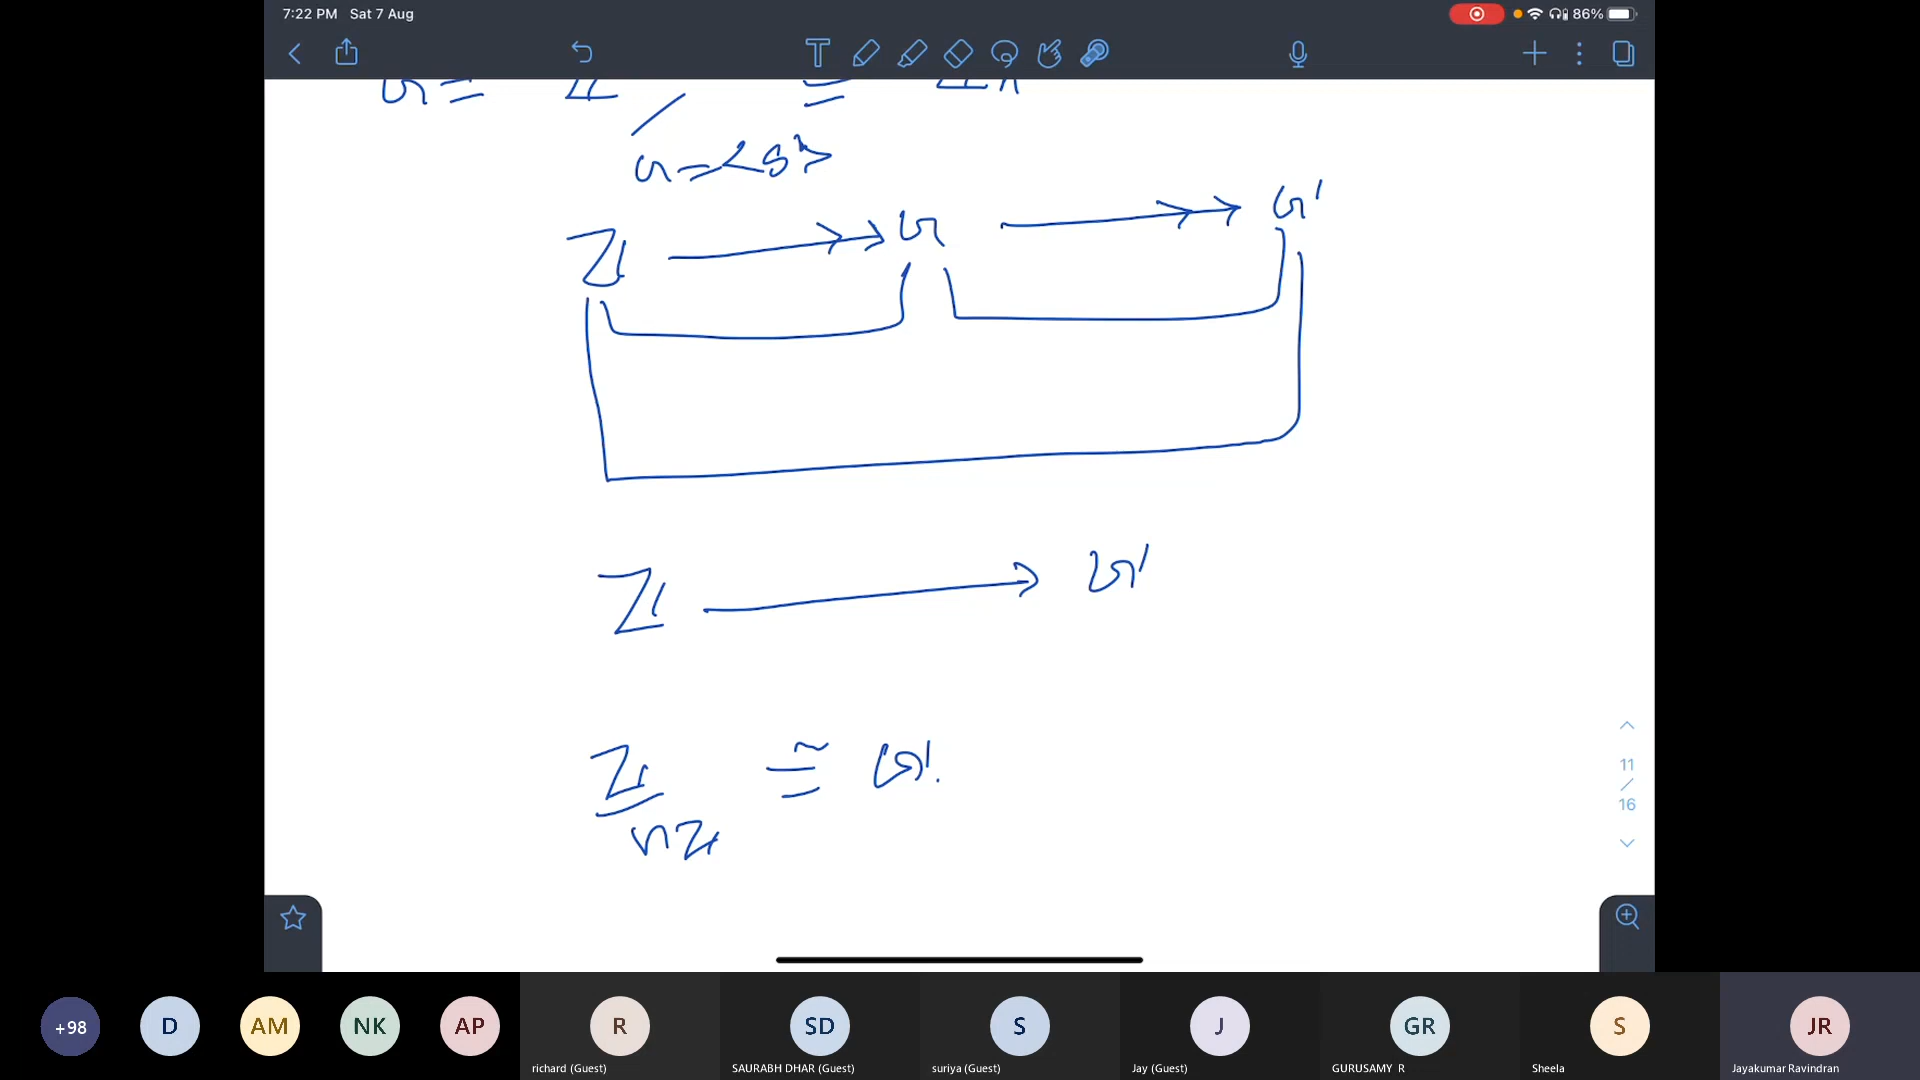 7:22 PM Sat 7 Aug
86%
G = <s>
ℤ →→ G →→ G'
ℤ → G'
ℤ ≅ G'.
nℤ
11
/
16
+98
D
AM
NK
AP
R
SD
S
J
GR
S
JR
richard (Guest)
SAURABH DHAR (Guest)
suriya (Guest)
Jay (Guest)
GURUSAMY R
Sheela
Jayakumar Ravindran